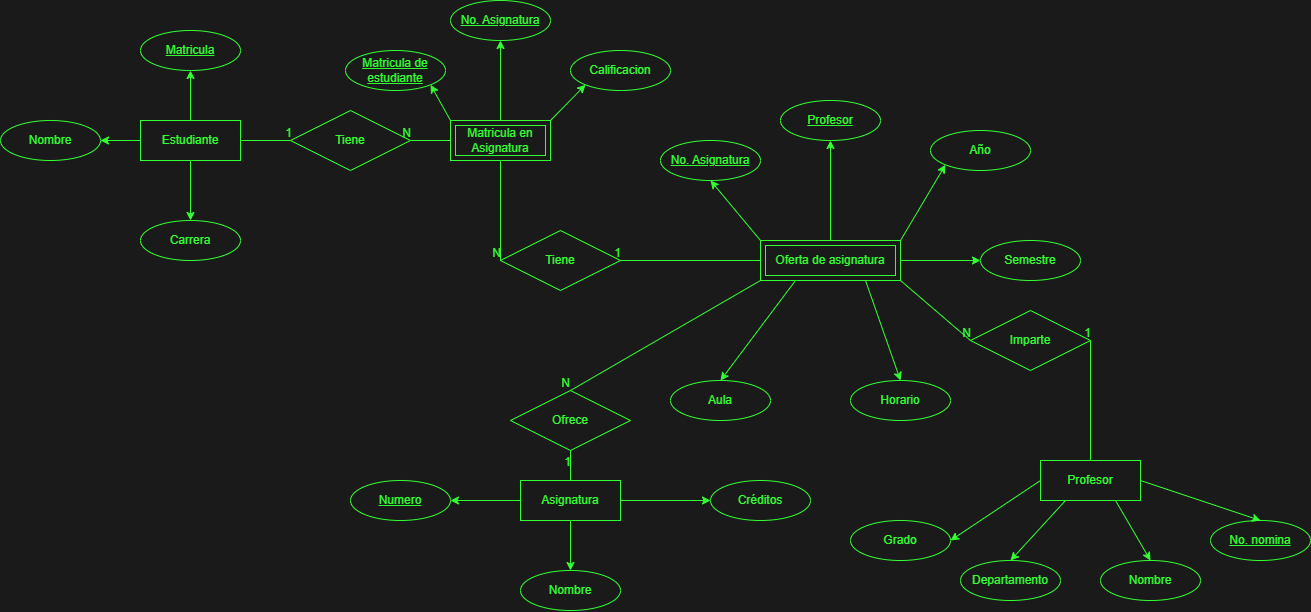 No. Asignatura
Matricula
Matricula de
estudiante
Calificacion
Nombre
Estudiante
1
Tiene
N
Matricula en
Asignatura
Carrera
Profesor
No. Asignatura
Año
N
Tiene
1
Oferta de asignatura
Semestre
N
Imparte
1
N
Aula
Horario
Ofrece
1
Numero
Asignatura
Créditos
Profesor
Grado
No. nomina
Departamento
Nombre
Nombre